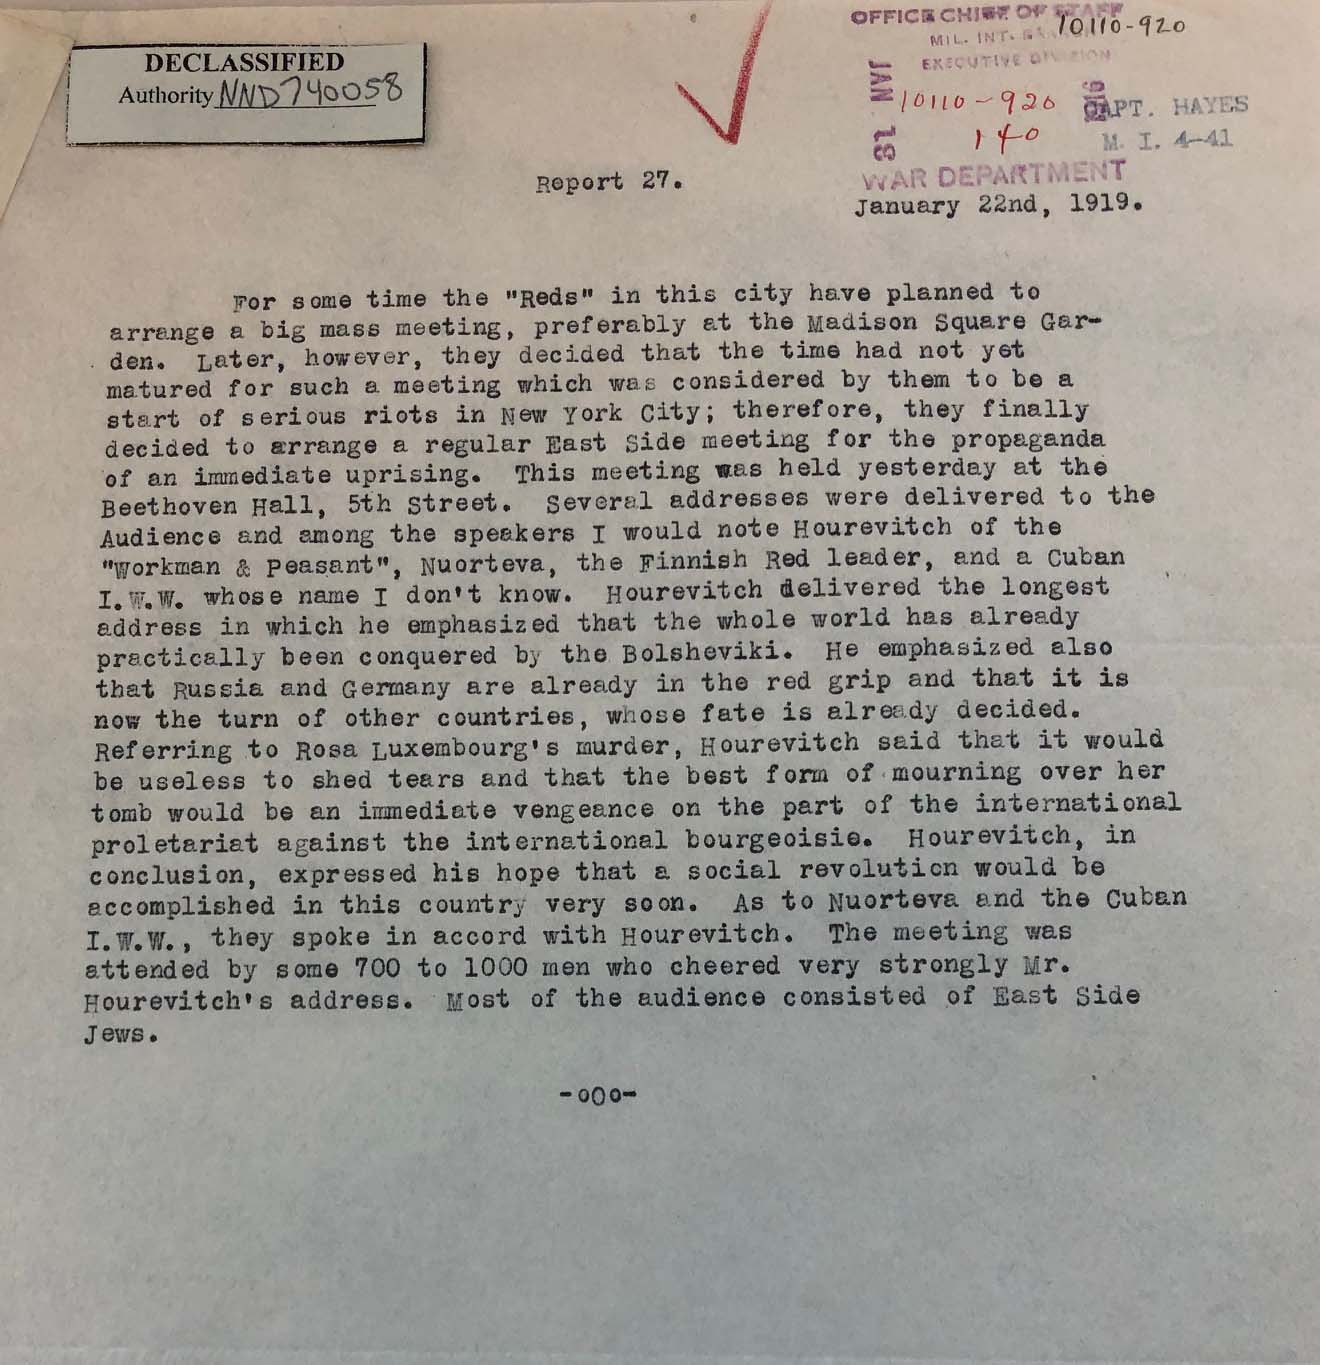 DECLASSIFIED
Authority NND740058
OFFICE CHIEF OF STAFF
10110-920
MIL. INT.
EXECUTIVE DIVISION
JAN
10110-920
1919
CAPT. HAYES
140
M. I. 4-41
WAR DEPARTMENT
Report 27.
January 22nd, 1919.
For some time the "Reds" in this city have planned to
arrange a big mass meeting, preferably at the Madison Square Gar-
den. Later, however, they decided that the time had not yet
matured for such a meeting which was considered by them to be a
start of serious riots in New York City; therefore, they finally
decided to arrange a regular East Side meeting for the propaganda
of an immediate uprising. This meeting was held yesterday at the
Beethoven Hall, 5th Street. Several addresses were delivered to the
Audience and among the speakers I would note Hourevitch of the
"Workman & Peasant", Nuorteva, the Finnish Red leader, and a Cuban
I.W.W. whose name I don't know. Hourevitch delivered the longest
address in which he emphasized that the whole world has already
practically been conquered by the Bolsheviki. He emphasized also
that Russia and Germany are already in the red grip and that it is
now the turn of other countries, whose fate is already decided.
Referring to Rosa Luxembourg's murder, Hourevitch said that it would
be useless to shed tears and that the best form of mourning over her
tomb would be an immediate vengeance on the part of the international
proletariat against the international bourgeoisie. Hourevitch, in
conclusion, expressed his hope that a social revolution would be
accomplished in this country very soon. As to Nuorteva and the Cuban
I.W.W., they spoke in accord with Hourevitch. The meeting was
attended by some 700 to 1000 men who cheered very strongly Mr.
Hourevitch's address. Most of the audience consisted of East Side
Jews.
-oOo-